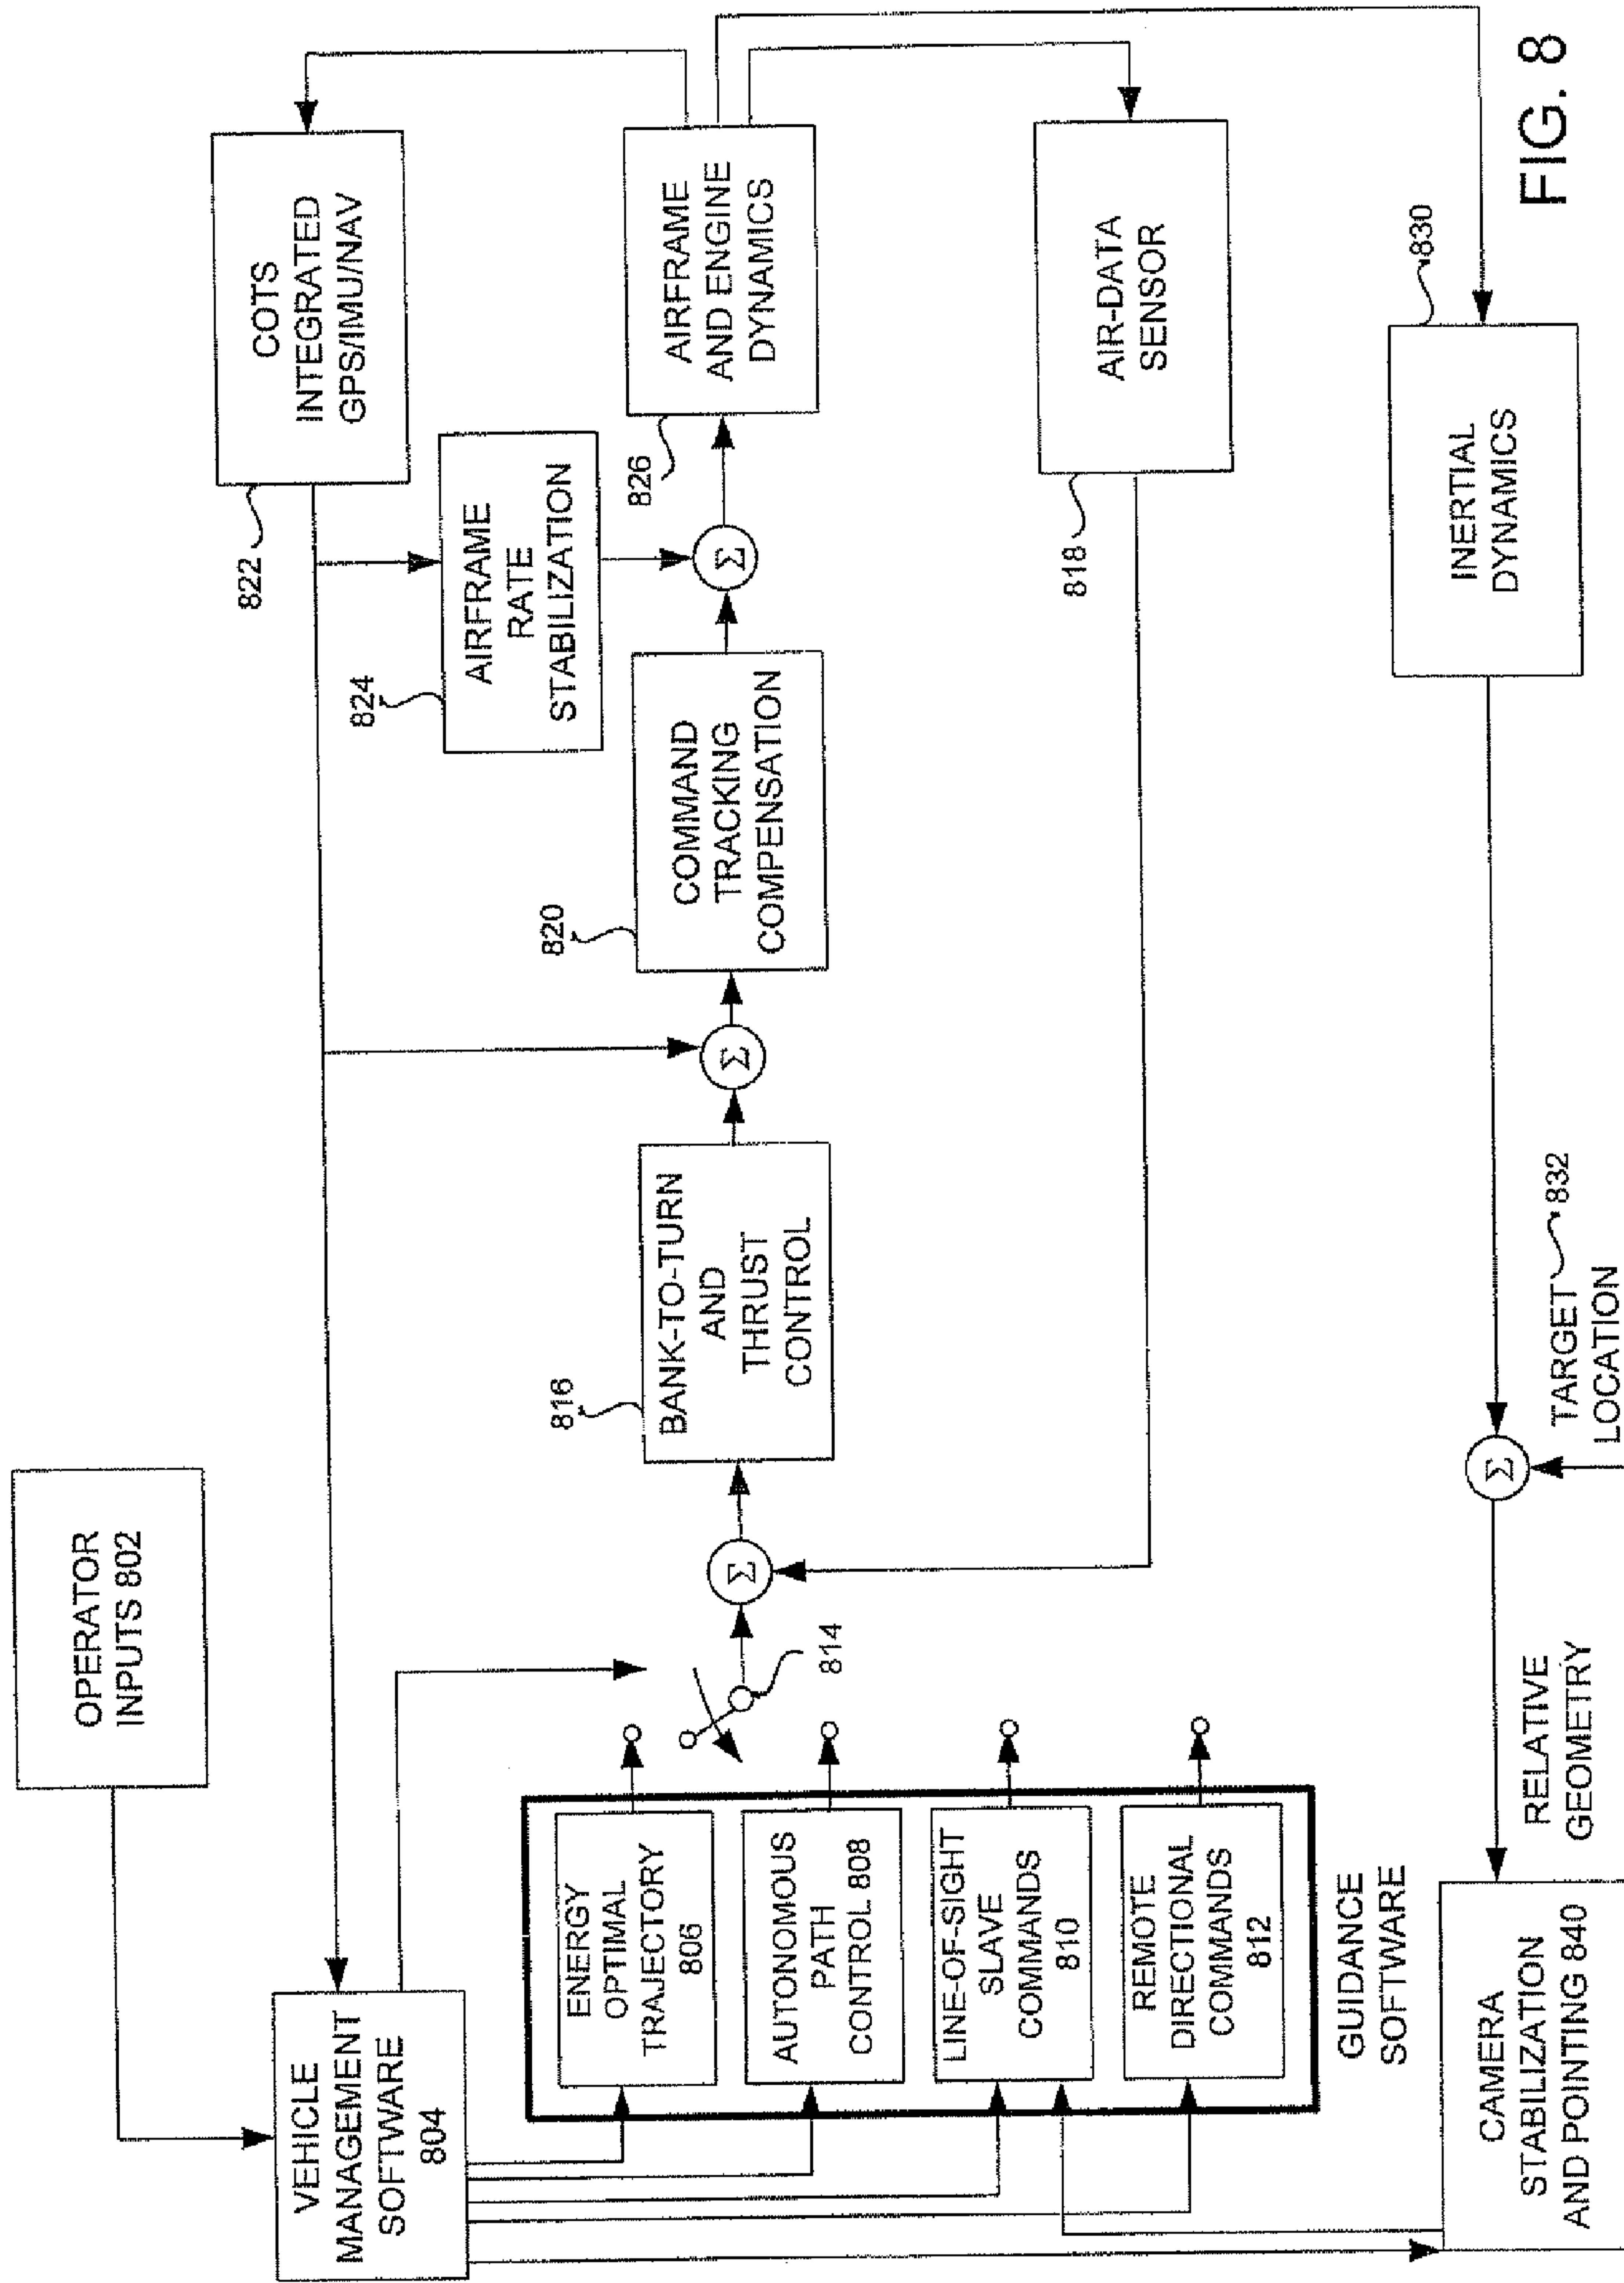 OPERATOR
INPUTS 802
VEHICLE
MANAGEMENT
SOFTWARE
804
COTS
INTEGRATED
GPS/IMU/NAV
822
AIRFRAME
RATE
STABILIZATION
824
ENERGY
OPTIMAL
TRAJECTORY
806
AUTONOMOUS
PATH
CONTROL 808
LINE-OF-SIGHT
SLAVE
COMMANDS
810
REMOTE
DIRECTIONAL
COMMANDS
812
GUIDANCE
SOFTWARE
814
Σ
BANK-TO-TURN
AND
THRUST
CONTROL
816
Σ
COMMAND
TRACKING
COMPENSATION
820
Σ
AIRFRAME
AND ENGINE
DYNAMICS
826
AIR-DATA
SENSOR
818
CAMERA
STABILIZATION
AND POINTING 840
RELATIVE
GEOMETRY
Σ
TARGET
LOCATION
832
INERTIAL
DYNAMICS
830
FIG. 8